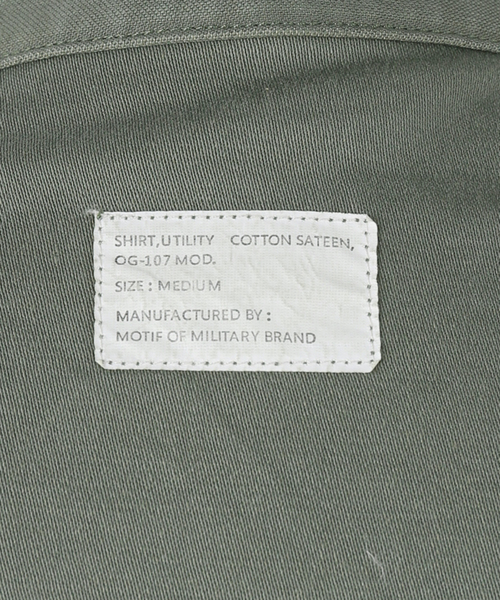 SHIRT,UTILITY COTTON SATEEN,
OG-107 MOD.
SIZE : MEDIUM
MANUFACTURED BY :
MOTIF OF MILITARY BRAND